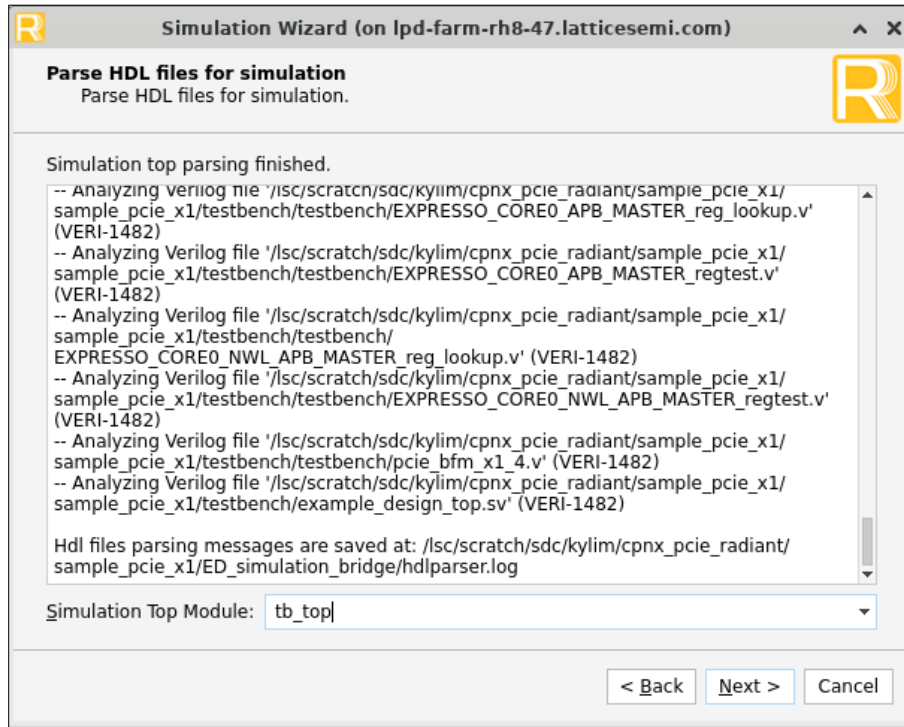 Simulation Wizard (on lpd-farm-rh8-47.latticesemi.com)
Parse HDL files for simulation
Parse HDL files for simulation.
Simulation top parsing finished.
-- Analyzing Verilog file '/lsc/scratch/sdc/kylim/cpnx_pcie_radiant/sample_pcie_x1/
sample_pcie_x1/testbench/testbench/EXPRESSO_CORE0_APB_MASTER_reg_lookup.v'
(VERI-1482)
-- Analyzing Verilog file '/lsc/scratch/sdc/kylim/cpnx_pcie_radiant/sample_pcie_x1/
sample_pcie_x1/testbench/testbench/EXPRESSO_CORE0_APB_MASTER_regtest.v'
(VERI-1482)
-- Analyzing Verilog file '/lsc/scratch/sdc/kylim/cpnx_pcie_radiant/sample_pcie_x1/
sample_pcie_x1/testbench/testbench/
EXPRESSO_CORE0_NWL_APB_MASTER_reg_lookup.v' (VERI-1482)
-- Analyzing Verilog file '/lsc/scratch/sdc/kylim/cpnx_pcie_radiant/sample_pcie_x1/
sample_pcie_x1/testbench/testbench/EXPRESSO_CORE0_NWL_APB_MASTER_regtest.v'
(VERI-1482)
-- Analyzing Verilog file '/lsc/scratch/sdc/kylim/cpnx_pcie_radiant/sample_pcie_x1/
sample_pcie_x1/testbench/testbench/pcie_bfm_x1_4.v' (VERI-1482)
-- Analyzing Verilog file '/lsc/scratch/sdc/kylim/cpnx_pcie_radiant/sample_pcie_x1/
sample_pcie_x1/testbench/example_design_top.sv' (VERI-1482)
Hdl files parsing messages are saved at: /lsc/scratch/sdc/kylim/cpnx_pcie_radiant/
sample_pcie_x1/ED_simulation_bridge/hdlparser.log
Simulation Top Module: tb_top
< Back Next > Cancel